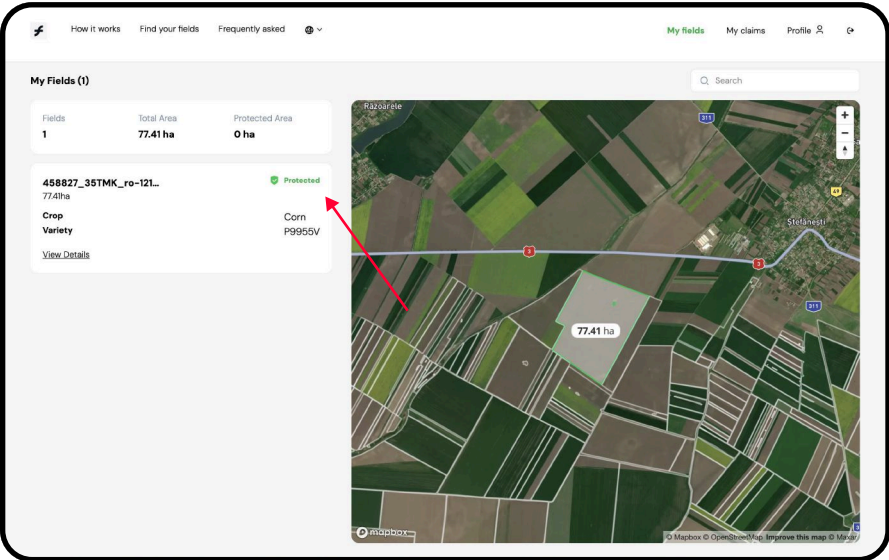 How it works Find your fields Frequently asked My fields My claims Profile
My Fields (1)
Search
Fields Total Area Protected Area
1 77.41 ha 0 ha
458827_35TMK_ro-121... Protected
77.41ha
Crop Corn
Variety P9955V
View Details
Răzoarele
311
+
−
49
Ștefănești
3
3
311
77.41 ha
3
mapbox
© Mapbox © OpenStreetMap Improve this map © Maxar